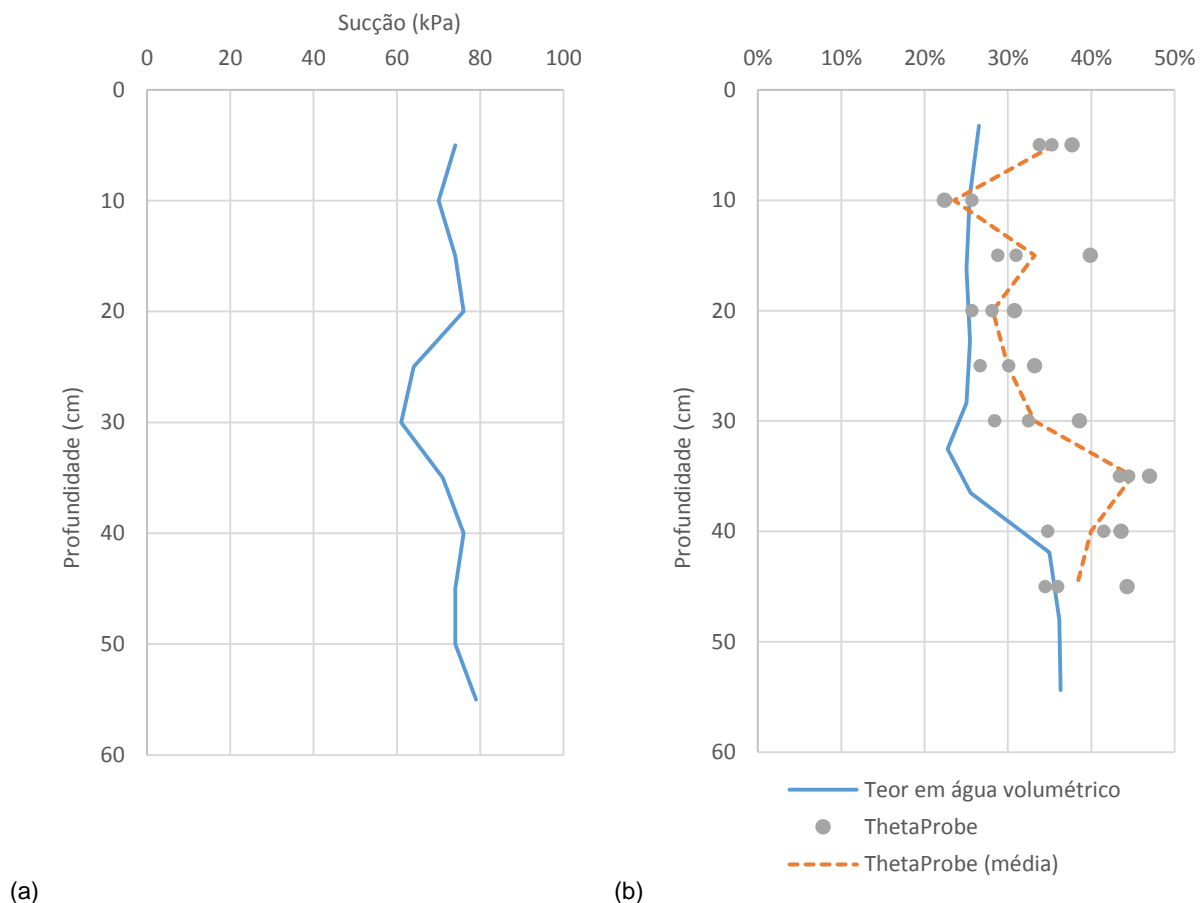 Sucção (kPa)
0 20 40 60 80 100
0
10
20
30
40
50
60
Profundidade (cm)
(a)
0% 10% 20% 30% 40% 50%
0
10
20
30
40
50
60
Profundidade (cm)
Teor em água volumétrico
ThetaProbe
ThetaProbe (média)
(b)